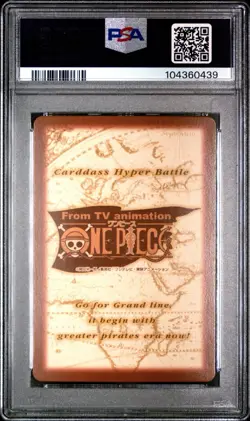 PSA
104360439
Carddass Hyper Battle
From TV animation
ワンピース
ONE PIECE
Go for Grand line,
it begin with
greater pirates era now!